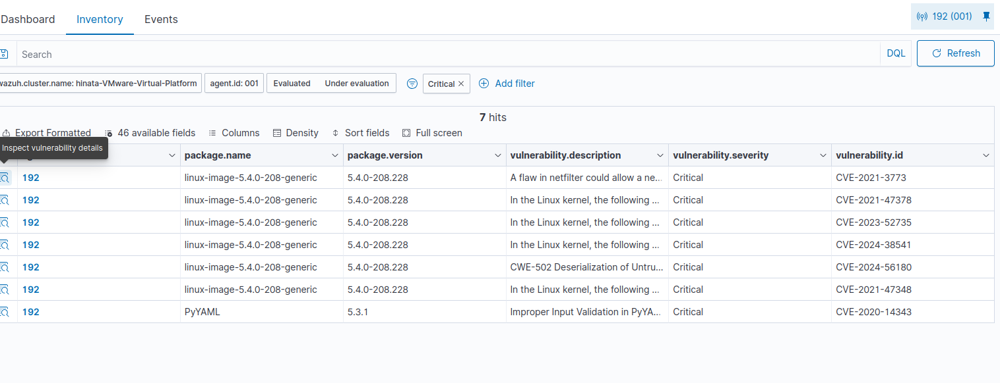 Dashboard Inventory Events 192 (001)
Search DQL Refresh
wazuh.cluster.name: hinata-VMware-Virtual-Platform agent.id: 001 Evaluated Under evaluation Critical × Add filter
7 hits
Export Formatted 46 available fields Columns Density Sort fields Full screen
Inspect vulnerability details
package.name package.version vulnerability.description vulnerability.severity vulnerability.id
192 linux-image-5.4.0-208-generic 5.4.0-208.228 A flaw in netfilter could allow a ne... Critical CVE-2021-3773
192 linux-image-5.4.0-208-generic 5.4.0-208.228 In the Linux kernel, the following ... Critical CVE-2021-47378
192 linux-image-5.4.0-208-generic 5.4.0-208.228 In the Linux kernel, the following ... Critical CVE-2023-52735
192 linux-image-5.4.0-208-generic 5.4.0-208.228 In the Linux kernel, the following ... Critical CVE-2024-38541
192 linux-image-5.4.0-208-generic 5.4.0-208.228 CWE-502 Deserialization of Untru... Critical CVE-2024-56180
192 linux-image-5.4.0-208-generic 5.4.0-208.228 In the Linux kernel, the following ... Critical CVE-2021-47348
192 PyYAML 5.3.1 Improper Input Validation in PyYA... Critical CVE-2020-14343